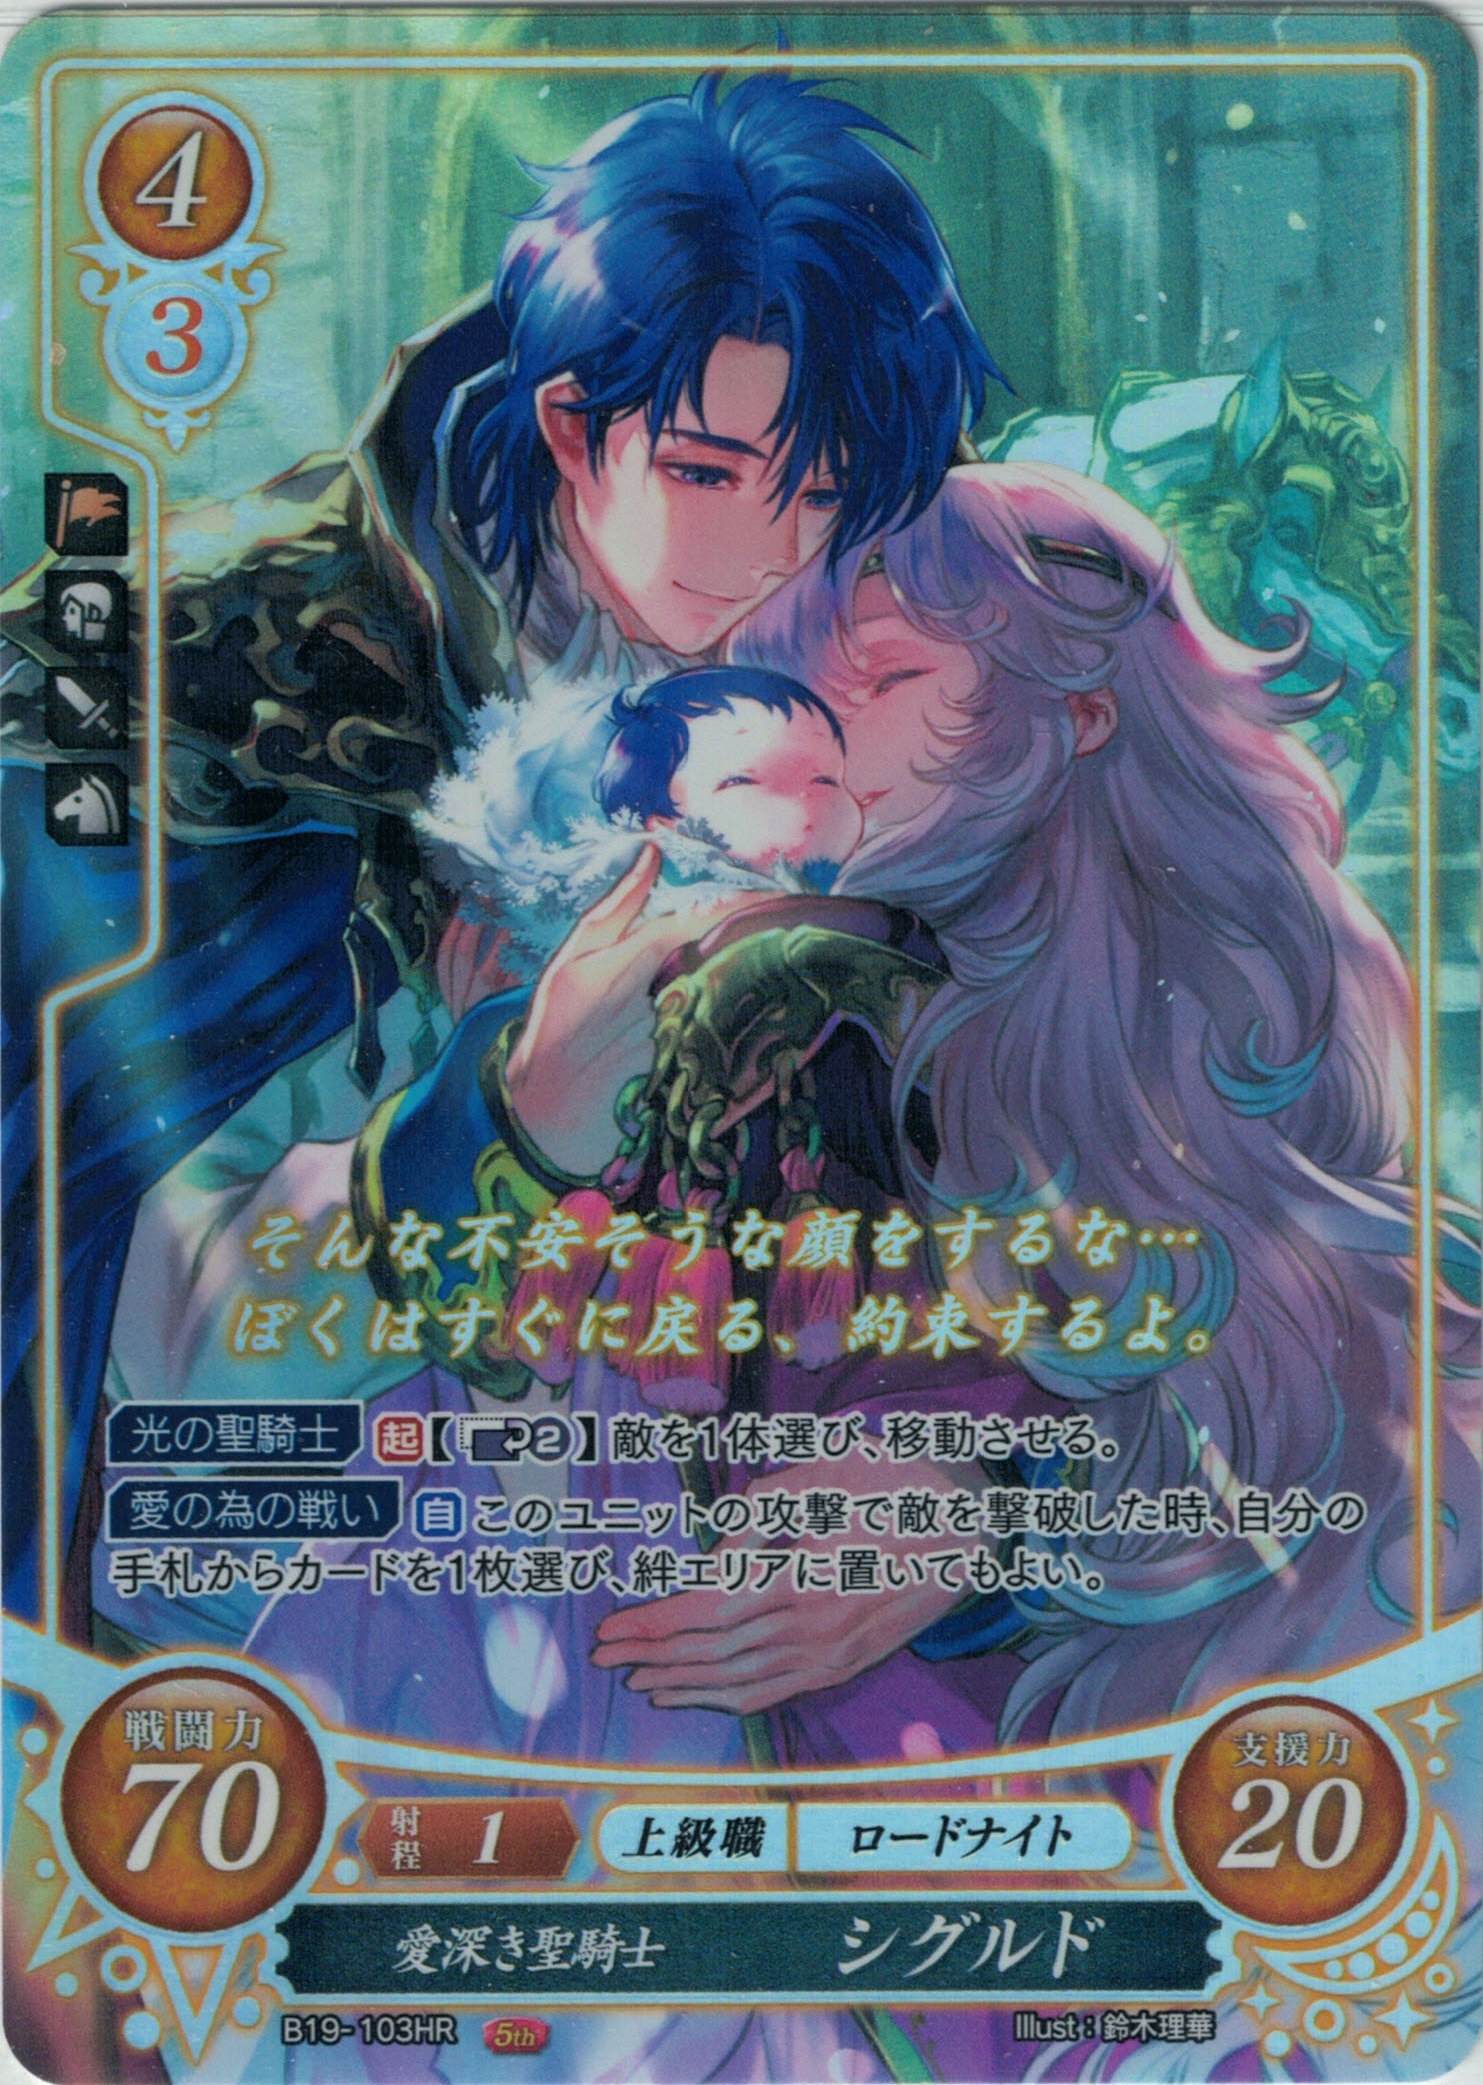 4
3
そんな不安そうな顔をするな…
ぼくはすぐに戻る、約束するよ。
光の聖騎士 起【2】敵を1体選び、移動させる。
愛の為の戦い 自このユニットの攻撃で敵を撃破した時、自分の
手札からカードを1枚選び、絆エリアに置いてもよい。
戦闘力
70
射程 1
上級職 ロードナイト
支援力
20
愛深き聖騎士 シグルド
B19-103HR 5th Illust:鈴木理華